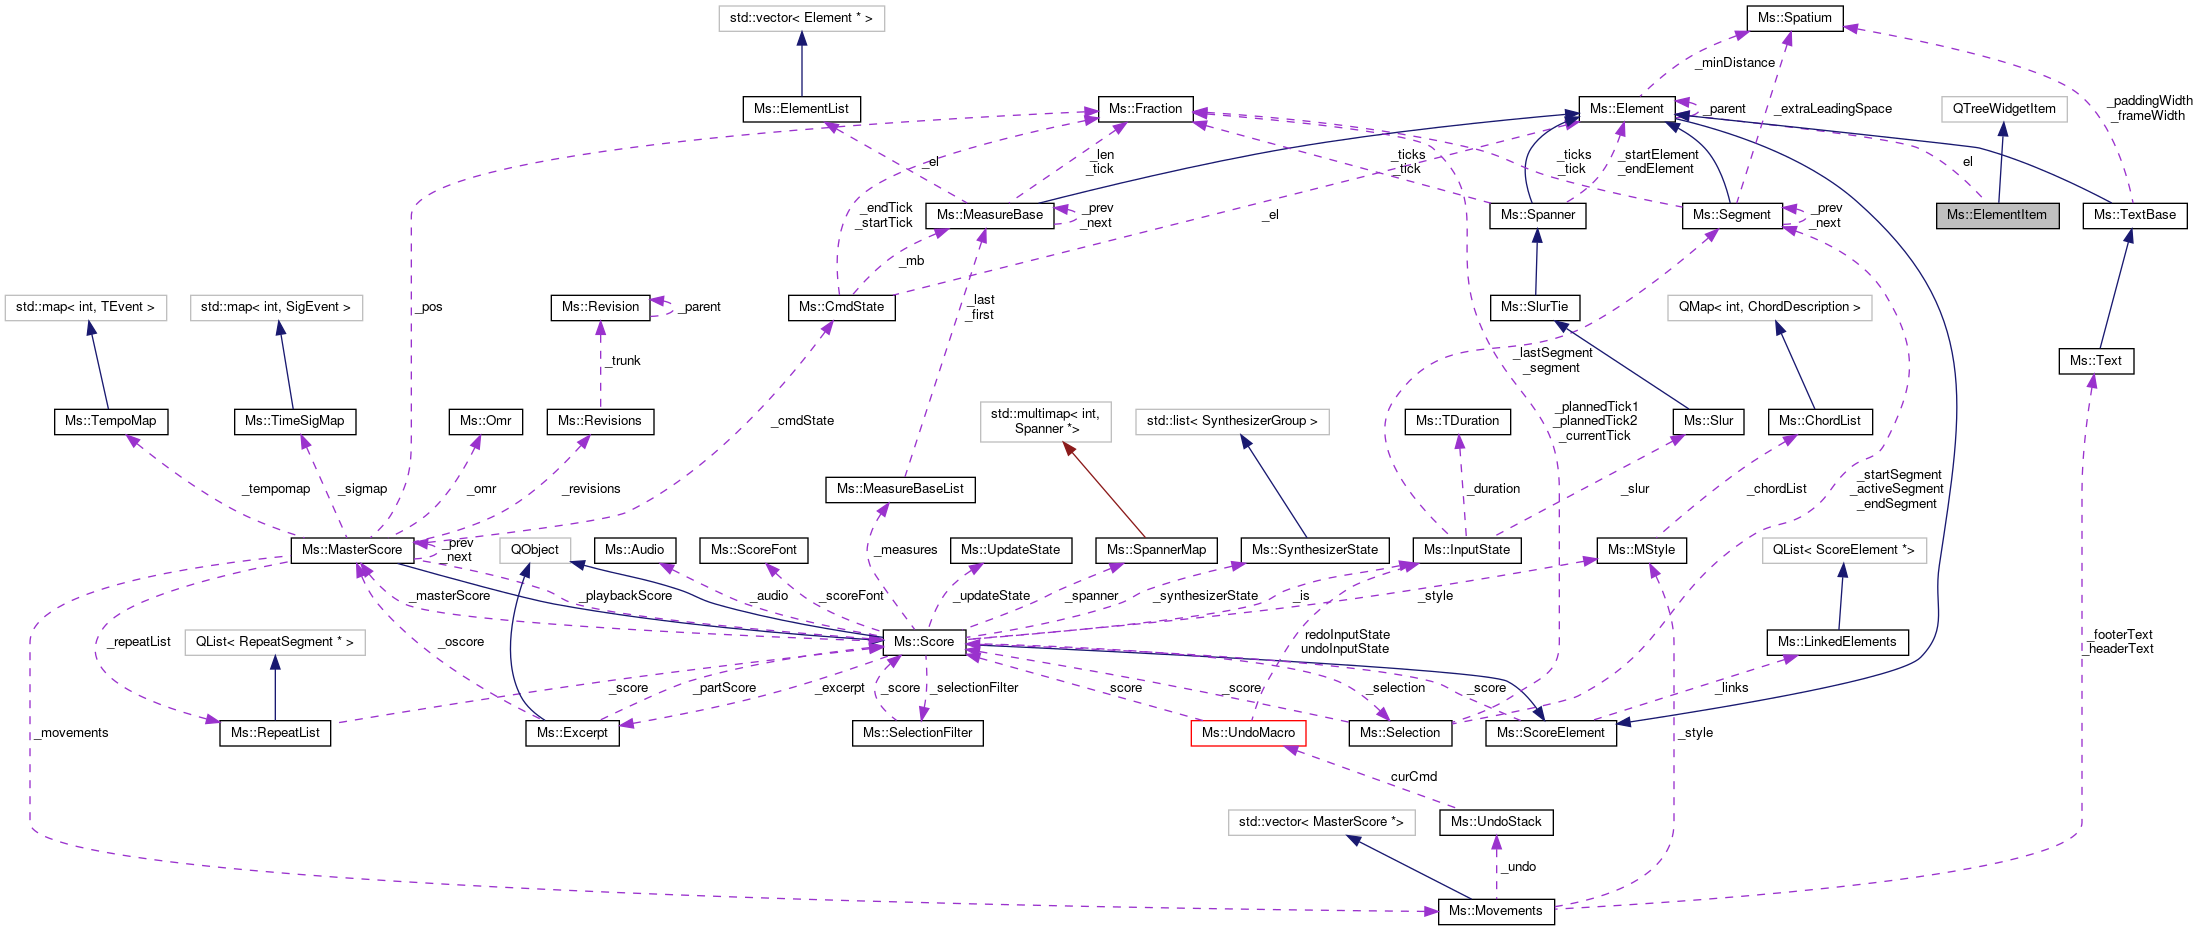 std::vector< Element * >
Ms::Spatium
_minDistance
Ms::ElementList
Ms::Fraction
Ms::Element
_parent
_extraLeadingSpace
QTreeWidgetItem
_paddingWidth
_frameWidth
_el
_len
_tick
_ticks
_tick
_startElement
_endElement
_ticks
_tick
el
_endTick
_startTick
Ms::MeasureBase
_prev
_next
_el
Ms::Spanner
Ms::Segment
_prev
_next
Ms::ElementItem
Ms::TextBase
_mb
std::map< int, TEvent >
std::map< int, SigEvent >
Ms::Revision
_parent
_pos
Ms::CmdState
_last
_first
Ms::SlurTie
QMap< int, ChordDescription >
_trunk
_lastSegment
_segment
Ms::Text
Ms::TempoMap
Ms::TimeSigMap
Ms::Omr
Ms::Revisions
_cmdState
std::multimap< int,
Spanner *>
std::list< SynthesizerGroup >
Ms::TDuration
_plannedTick1
_plannedTick2
_currentTick
Ms::Slur
Ms::ChordList
_tempomap
_sigmap
_omr
_revisions
Ms::MeasureBaseList
_duration
_slur
_chordList
_startSegment
_activeSegment
_endSegment
Ms::MasterScore
_prev
_next
QObject
Ms::Audio
Ms::ScoreFont
_measures
Ms::UpdateState
Ms::SpannerMap
Ms::SynthesizerState
Ms::InputState
Ms::MStyle
QList< ScoreElement *>
_masterScore
_playbackScore
_audio
_scoreFont
_updateState
_spanner
_synthesizerState
_is
_style
_repeatList
QList< RepeatSegment * >
_oscore
Ms::Score
redoInputState
undoInputState
Ms::LinkedElements
_footerText
_headerText
_score
_partScore
_excerpt
_score
_selectionFilter
score
_score
_selection
_score
_links
_movements
Ms::RepeatList
Ms::Excerpt
Ms::SelectionFilter
Ms::UndoMacro
Ms::Selection
Ms::ScoreElement
_style
curCmd
std::vector< MasterScore *>
Ms::UndoStack
_undo
Ms::Movements